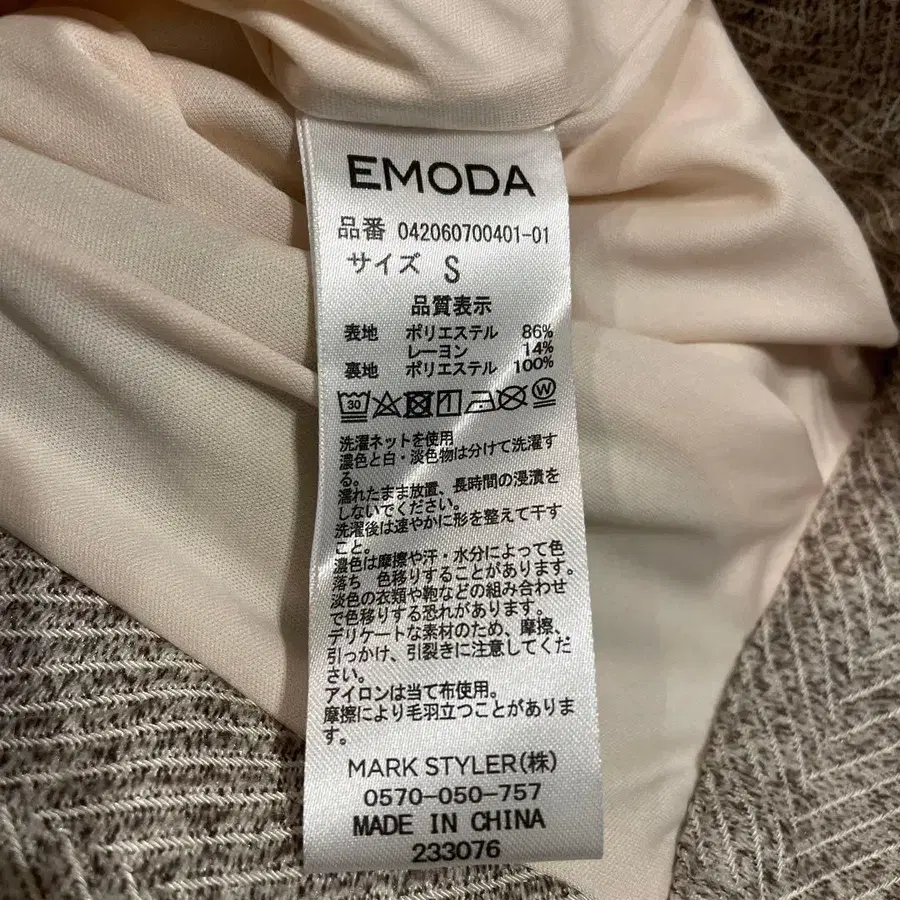 EMODA
品番 042060700401-01
サイズ S
品質表示
表地 ポリエステル 86%
レーヨン 14%
裏地 ポリエステル 100%
30 W
洗濯ネットを使用
濃色と白・淡色物は分けて洗濯す
る。
濡れたまま放置、長時間の浸漬を
しないでください。
洗濯後は速やかに形を整えて干す
こと。
濃色は摩擦や汗・水分によって色
落ち 色移りすることがあります。
淡色の衣類や鞄などの組み合わせ
で色移りする恐れがあります。
デリケートな素材のため、摩擦、
引っかけ、引裂きに注意してくだ
さい。
アイロンは当て布使用。
摩擦により毛羽立つことがありま
す。
MARK STYLER(株)
0570-050-757
MADE IN CHINA
233076